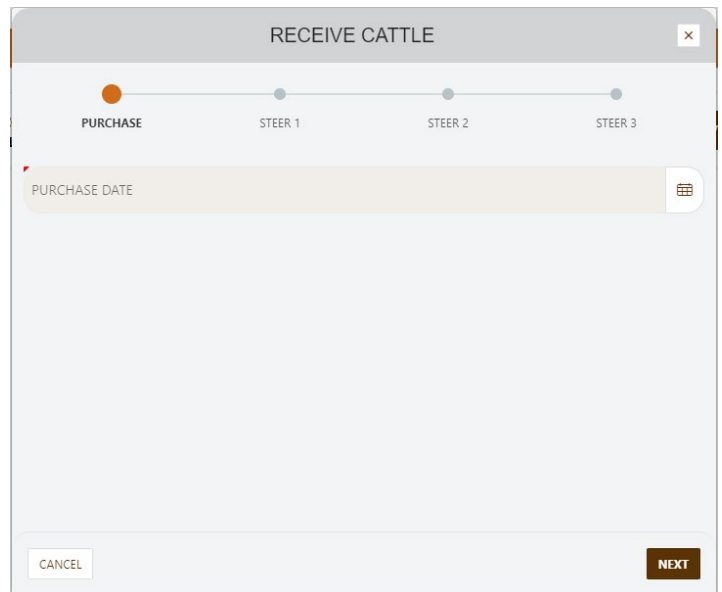 RECEIVE CATTLE
PURCHASE STEER 1 STEER 2 STEER 3
PURCHASE DATE
CANCEL NEXT